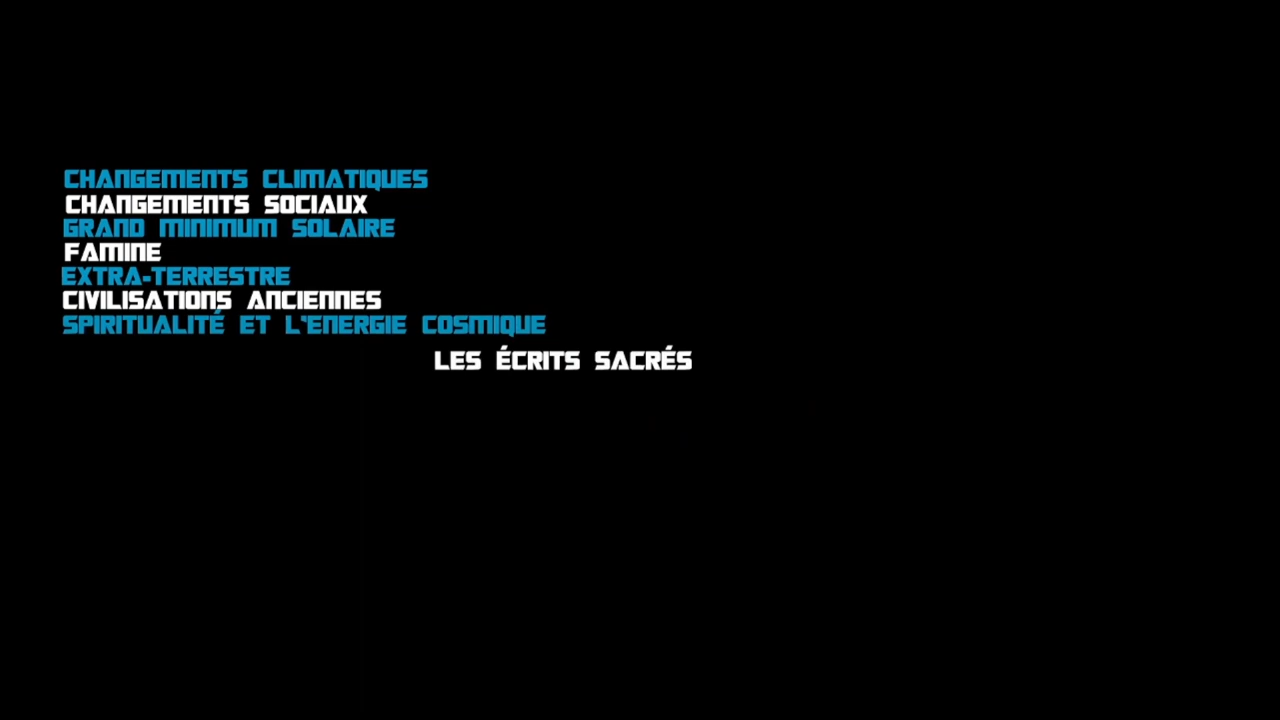 CHANGEMENTS CLIMATIQUES
CHANGEMENTS SOCIAUX
GRAND MINIMUM SOLAIRE
FAMINE
EXTRA-TERRESTRE
CIVILISATIONS ANCIENNES
SPIRITUALITÉ ET L'ENERGIE COSMIQUE
LES ÉCRITS SACRÉS